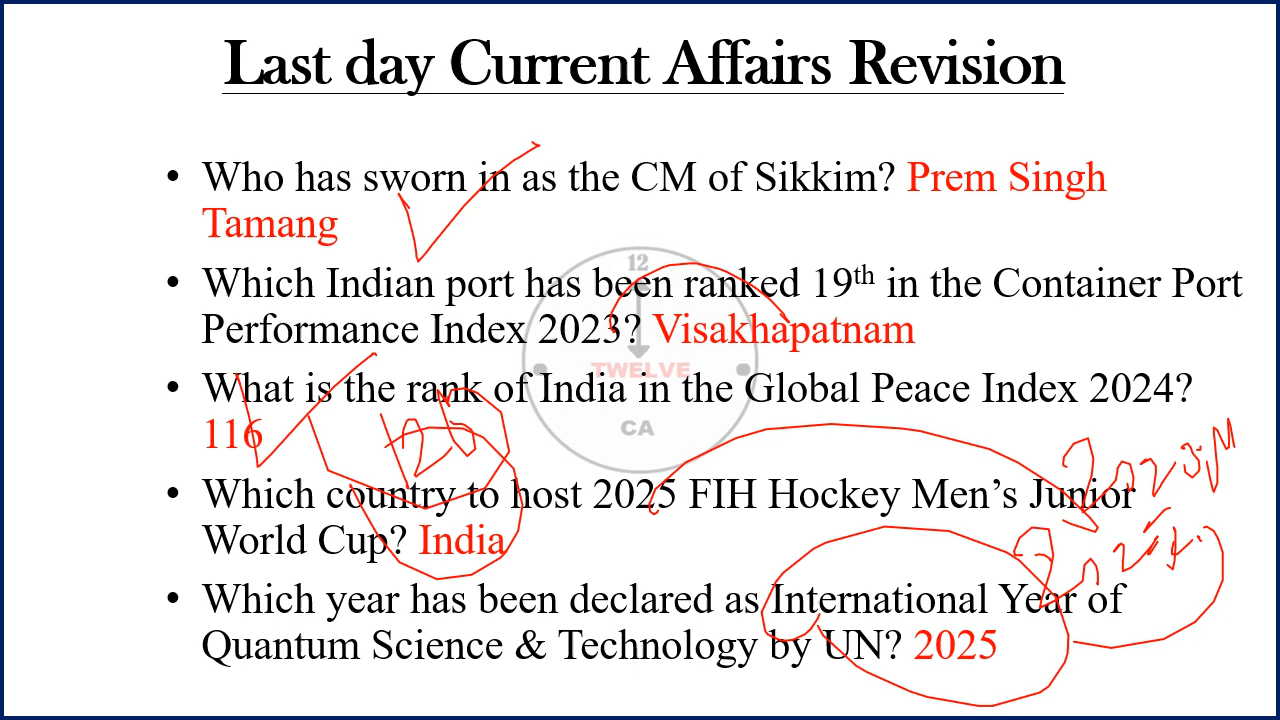 Last day Current Affairs Revision
• Who has sworn in as the CM of Sikkim? Prem Singh
Tamang
• Which Indian port has been ranked 19th in the Container Port
Performance Index 2023? Visakhapatnam
• What is the rank of India in the Global Peace Index 2024?
116
• Which country to host 2025 FIH Hockey Men's Junior
World Cup? India
• Which year has been declared as International Year of
Quantum Science & Technology by UN? 2025
12
TWELVE
CA
126
2023
2025